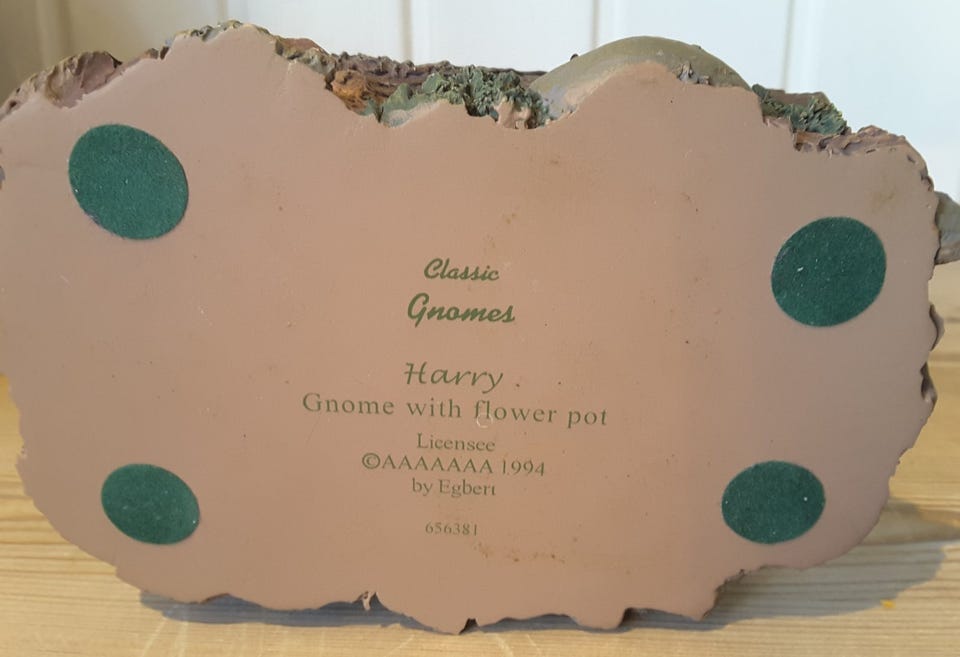 Classic
Gnomes
Harry
Gnome with flower pot
Licensee
©AAAAAAA 1994
by Egbert
656381